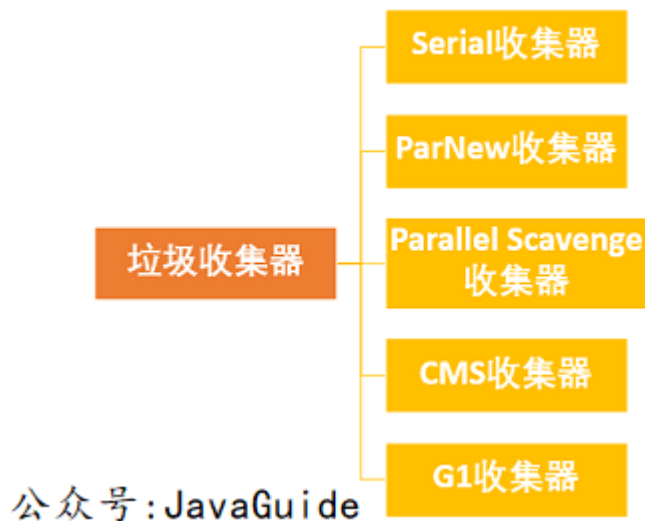 Serial收集器
ParNew收集器
垃圾收集器
Parallel Scavenge
收集器
CMS收集器
G1收集器
公众号:JavaGuide